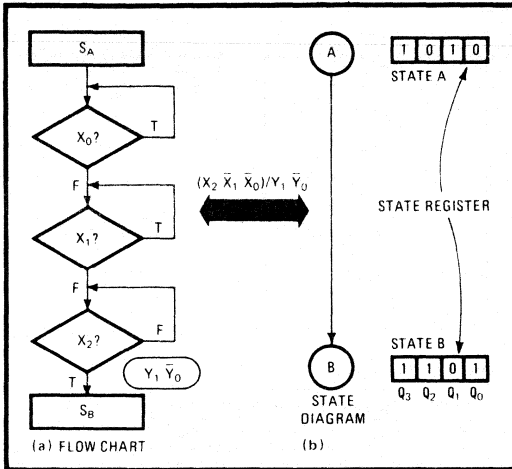 S_A
X_0?
T
F
X_1?
T
F
X_2?
F
T
Y_1 Ȳ_0
S_B
(a) FLOW CHART
(X_2 X̄_1 X̄_0)/Y_1 Ȳ_0
A
B
STATE
DIAGRAM
(b)
1 0 1 0
STATE A
STATE REGISTER
STATE B
1 1 0 1
Q_3 Q_2 Q_1 Q_0